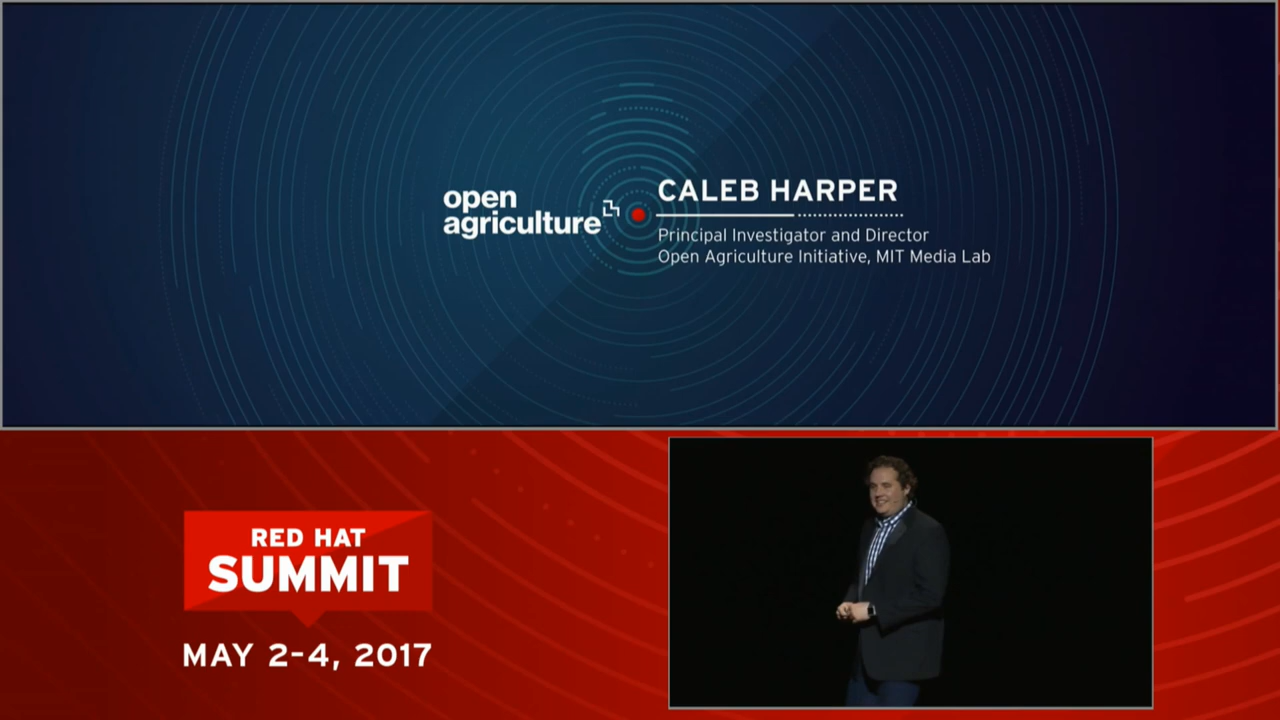 open
agriculture
CALEB HARPER
Principal Investigator and Director
Open Agriculture Initiative, MIT Media Lab
RED HAT
SUMMIT
MAY 2-4, 2017